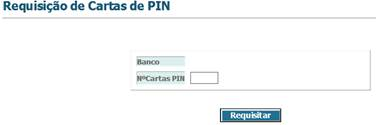 Requisição de Cartas de PIN
Banco
NºCartas PIN
Requisitar